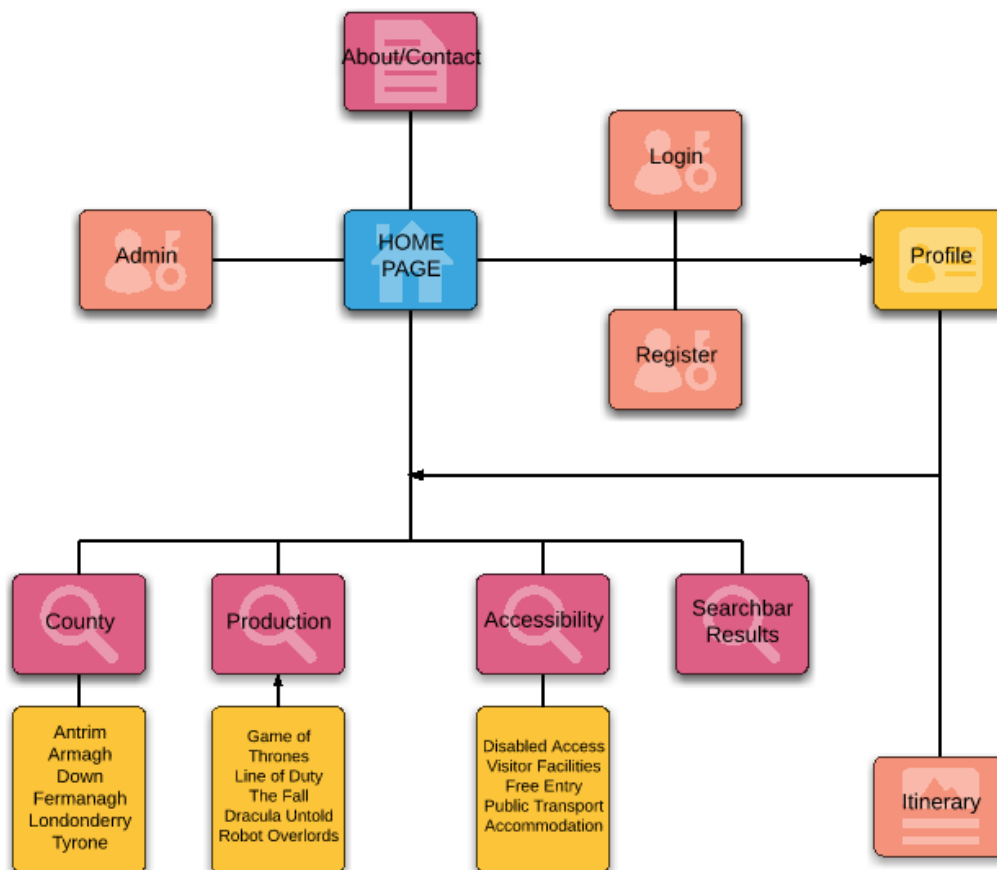 About/Contact
Login
Admin
HOME
PAGE
Profile
Register
County
Production
Accessibility
Searchbar
Results
Antrim
Armagh
Down
Fermanagh
Londonderry
Tyrone
Game of
Thrones
Line of Duty
The Fall
Dracula Untold
Robot Overlords
Disabled Access
Visitor Facilities
Free Entry
Public Transport
Accommodation
Itinerary